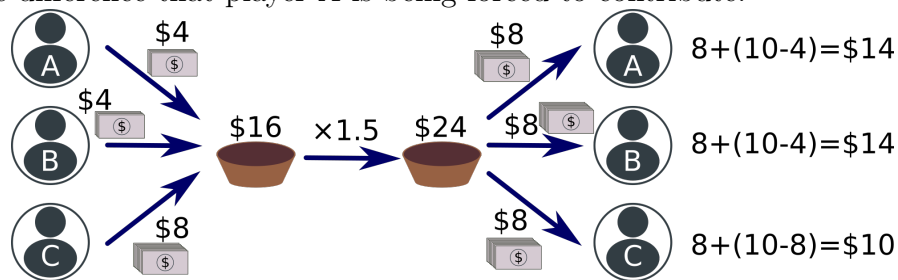 difference that player A is being forced to contribute.
$4
$8
A
A
8+(10-4)=$14
$4
$16
×1.5
$24
$8
B
B
8+(10-4)=$14
$8
$8
C
C
8+(10-8)=$10